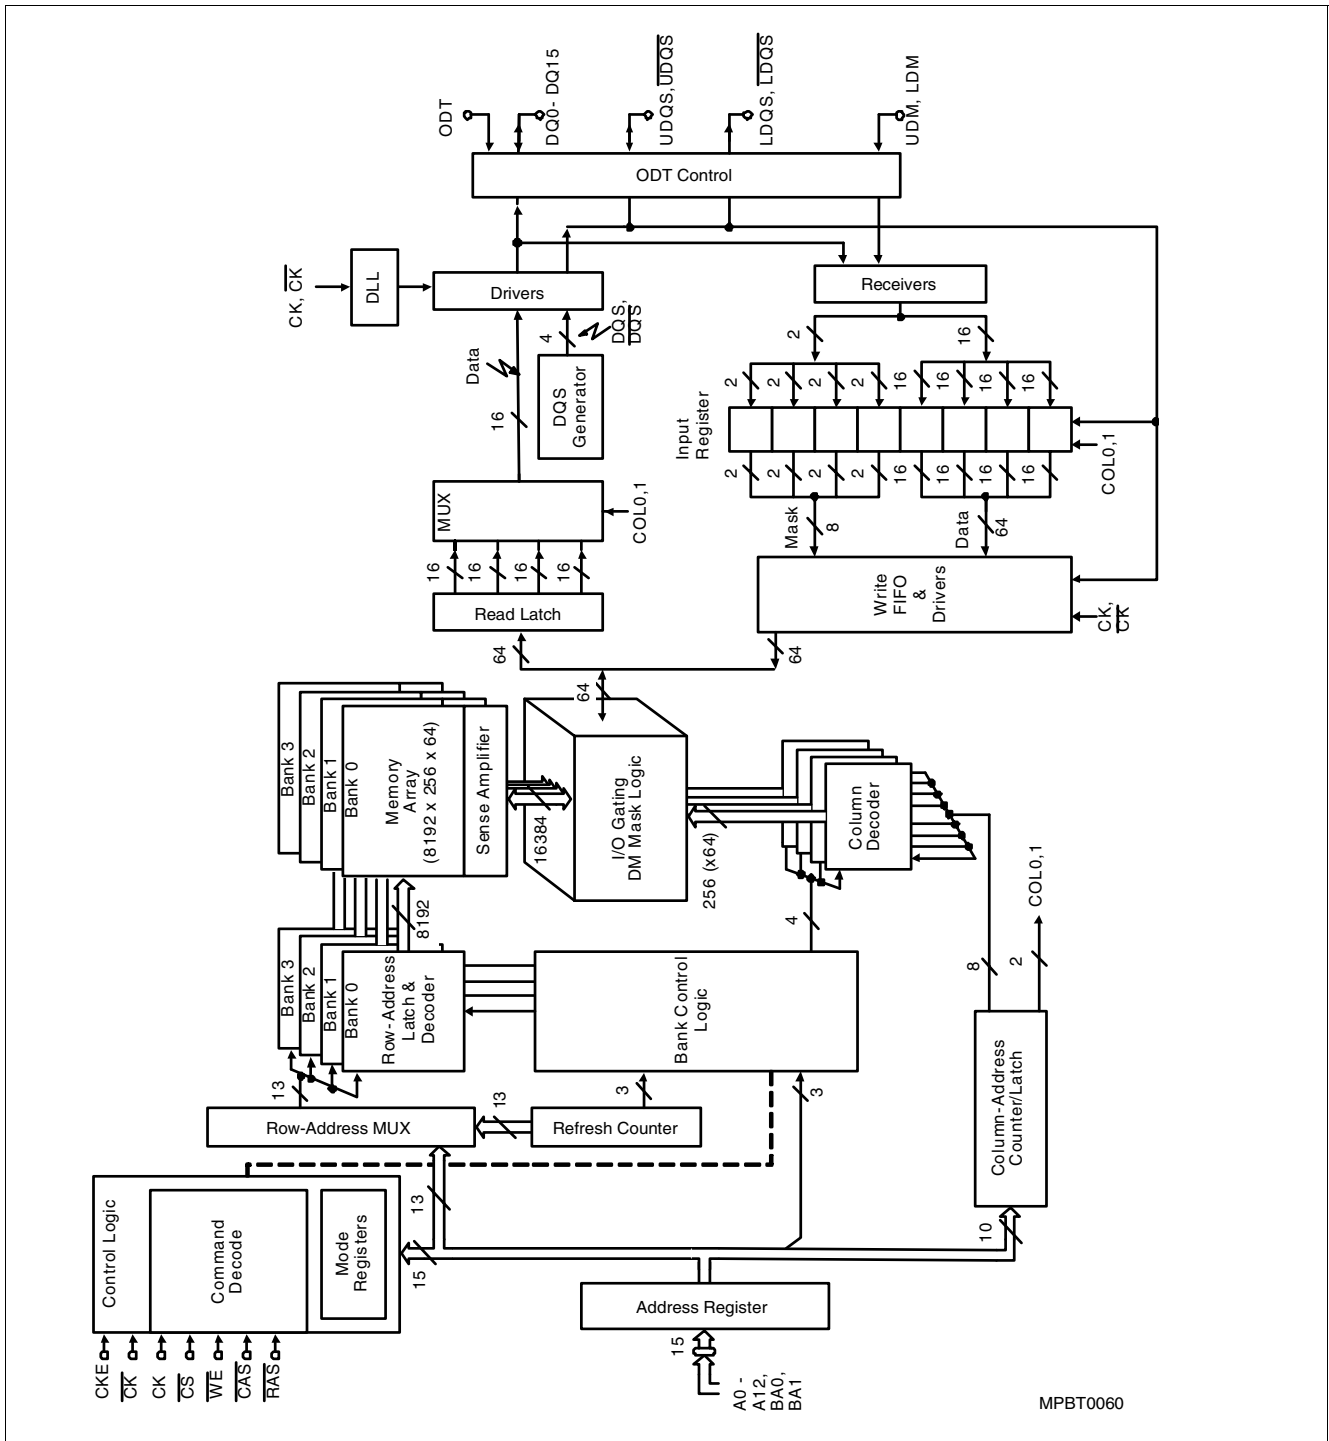 ODT
DQ0- DQ15
UDQS,UDQS
LDQS, LDQS
UDM, LDM
ODT Control
CK, CK
DLL
Drivers
Receivers
Data
16
4
DQS,
DQS
DQS
Generator
2
16
2
2
2
2
16
16
16
16
Input
Register
2
2
2
2
16
16
16
16
COL0,1
Mask
8
Data
64
MUX
COL0,1
16
16
16
16
Read Latch
Write
FIFO
&
Drivers
CK,
CK
64
64
64
Bank 3
Bank 2
Bank 1
Bank 0
Memory
Array
(8192 x 256 x 64)
Sense Amplifier
16384
I/O Gating
DM Mask Logic
256 (x64)
Column
Decoder
8192
4
8
2
COL0,1
Bank 3
Bank 2
Bank 1
Bank 0
Row-Address
Latch &
Decoder
Bank Control
Logic
13
13
3
3
Row-Address MUX
Refresh Counter
Column-Address
Counter/Latch
Control Logic
Command
Decode
Mode
Registers
13
15
10
Address Register
CKE
CK
CK
CS
WE
CAS
RAS
15
A0 -
A12,
BA0,
BA1
MPBT0060